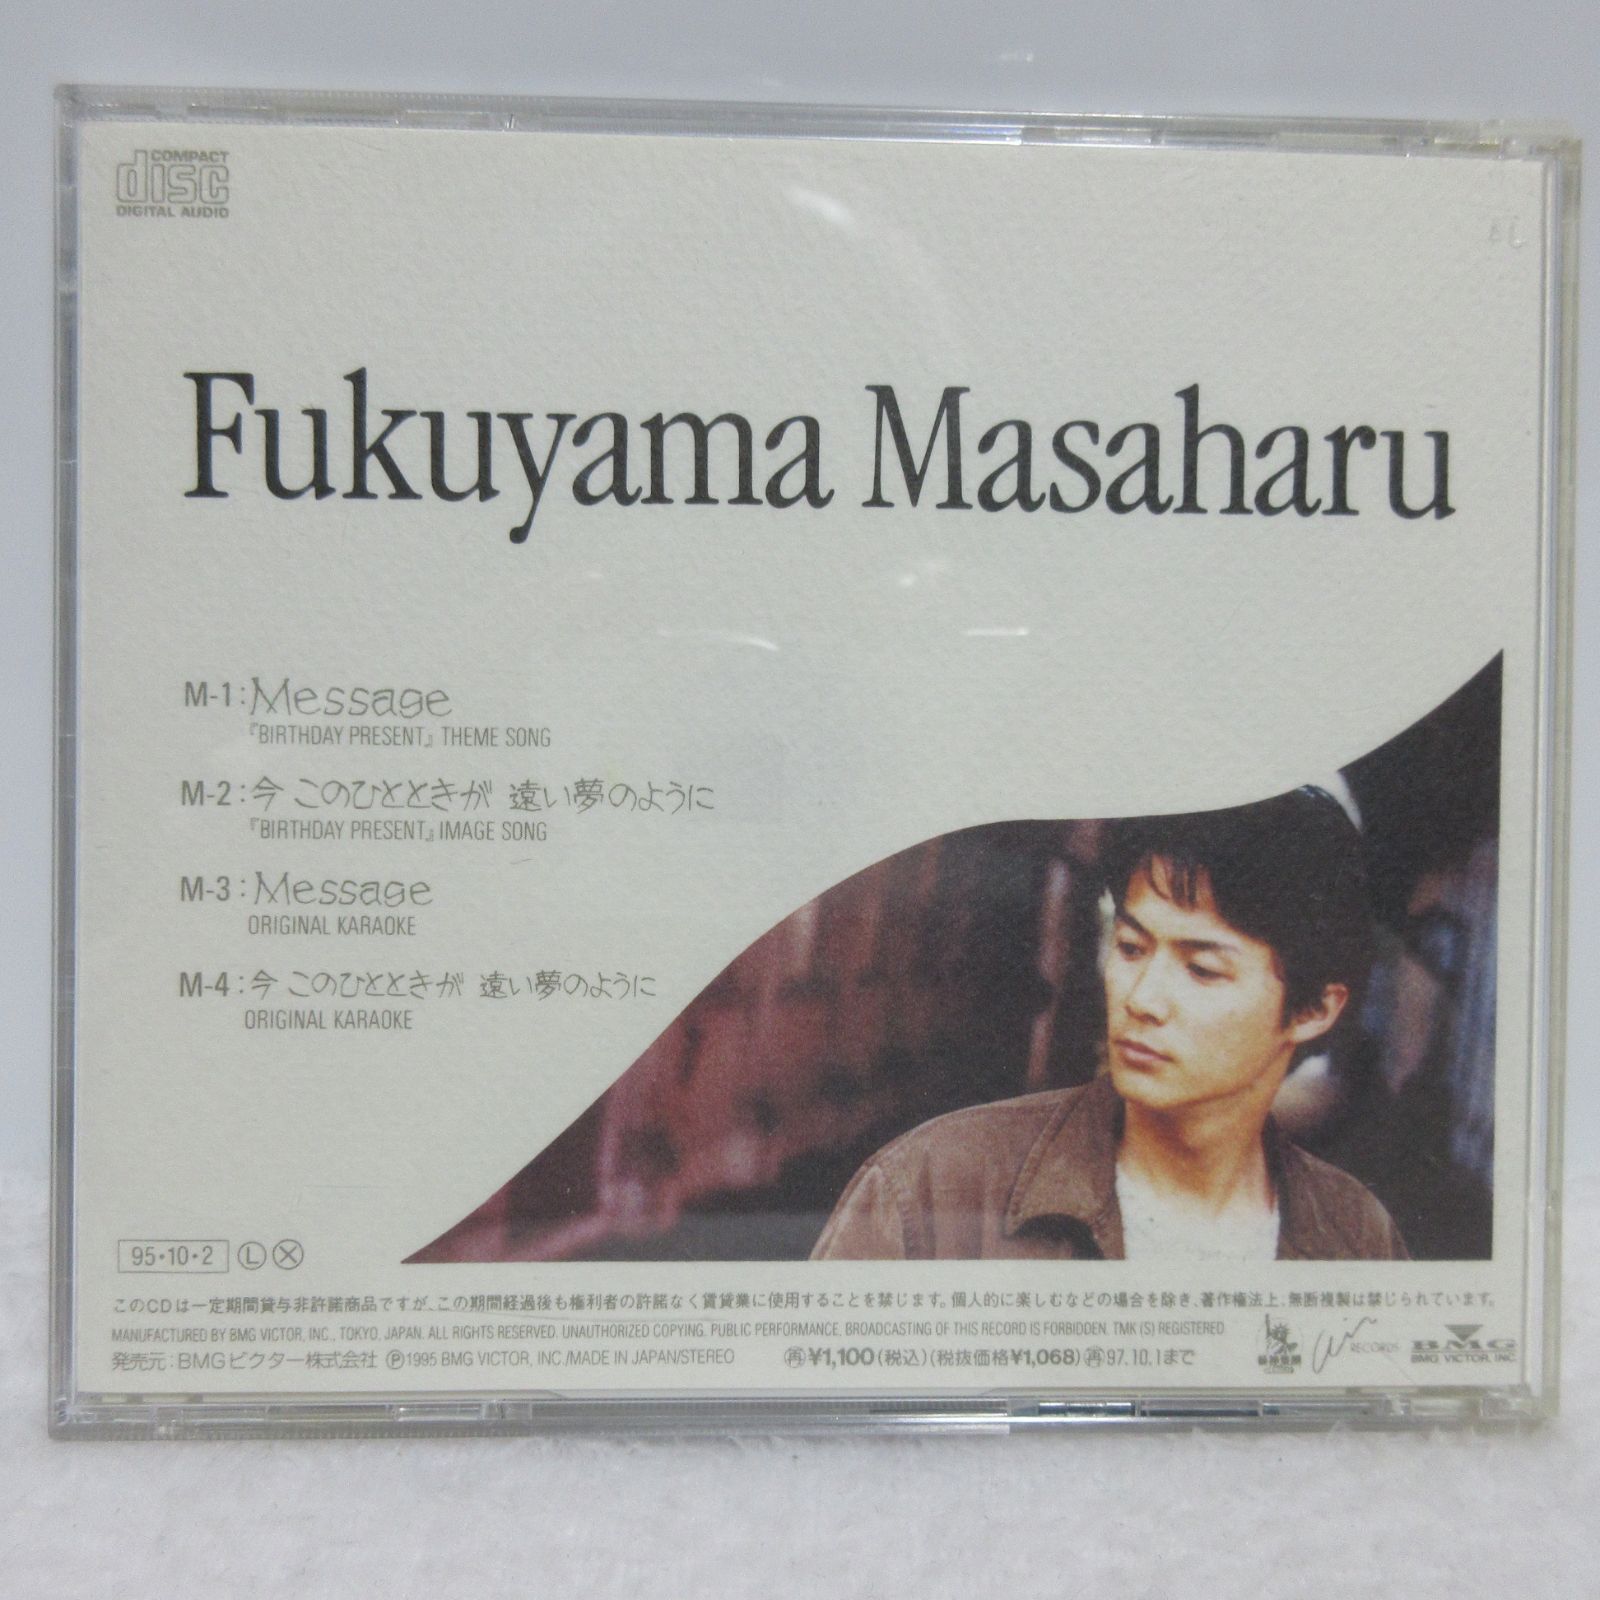 COMPACT
disc
DIGITAL AUDIO
Fukuyama Masaharu
M-1:Message
『BIRTHDAY PRESENT』 THEME SONG
M-2:今 このひとときが 遠い夢のように
『BIRTHDAY PRESENT』 IMAGE SONG
M-3:Message
ORIGINAL KARAOKE
M-4:今 このひとときが 遠い夢のように
ORIGINAL KARAOKE
95・10・2 Ⓛ Ⓧ
このCDは一定期間貸与非許諾商品ですが、この期間経過後も権利者の許諾なく賃貸業に使用することを禁じます。個人的に楽しむなどの場合を除き、著作権法上、無断複製は禁じられています。
MANUFACTURED BY BMG VICTOR, INC., TOKYO, JAPAN. ALL RIGHTS RESERVED. UNAUTHORIZED COPYING, PUBLIC PERFORMANCE, BROADCASTING OF THIS RECORD IS FORBIDDEN. TMK (S) REGISTERED
発売元:BMGビクター株式会社 Ⓟ1995 BMG VICTOR, INC./MADE IN JAPAN/STEREO ㊢¥1,100(税込)(税抜価格¥1,068)㊢97.10.1まで
RECORDS
BMG
BMG VICTOR, INC.